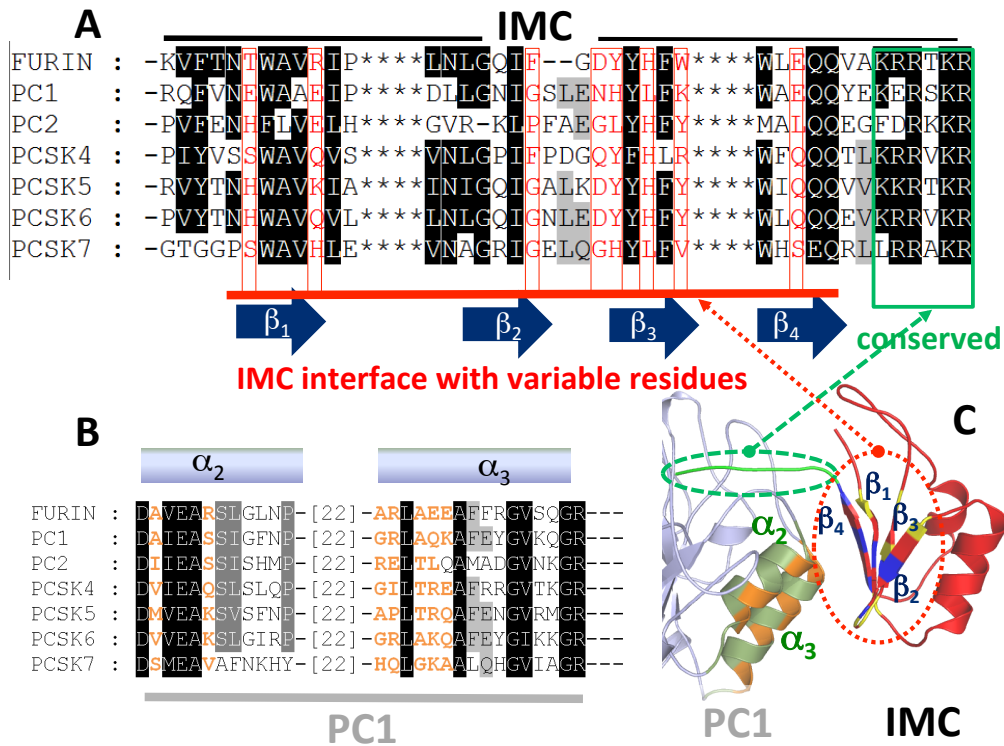 A IMC
FURIN : -KVFTNTWAVRIP****LNLGQIF--GDYYHFW****WLEQQVAKRRTKR
PC1 : -RQFVNEWAAEIP****DLLGNIGSLENHYLFK****WAEQQYEKERSKR
PC2 : -PVFENHFLVELH****GVR-KLPFAEGLYHFY****MALQQEGFDRKKR
PCSK4 : -PIYVSSWAVQVS****VNLGPIFPDGQYFHLR****WFQQQTLKRRVKR
PCSK5 : -RVYTNHWAVKIA****INIGQIGALKDYYHFY****WIQQQVVKKRTKR
PCSK6 : -PVYTNHWAVQVL****VNLGQIGNLEDYYHFY****WLQQQEVKRRVKR
PCSK7 : -GTGGPSWAVHLE****VNAGRIGELQGHYLFV****WHSEQRLLRRAKR
β1 β2 β3 β4 conserved
IMC interface with variable residues
B C
α2 α3
FURIN : DAVEARSLGLNP-[22]-ARLAEEAFFRGVSQGR---
PC1 : DAIEASSIGFNP-[22]-GRLAQKAFEYGVKQGR---
PC2 : DIIEASSISHMP-[22]-RELTLQAMADGVNKGR---
PCSK4 : DVIEAQSLSLQP-[22]-GILTREAFRRGVTKGR---
PCSK5 : DMVEAKSVSFNP-[22]-APLTRQAFENGVRMGR---
PCSK6 : DVVEAKSLGIRP-[22]-GRLAKQAFEYGIKKGR---
PCSK7 : DSMEAVAFNKHY-[22]-HQLGKAALQHGVIAGR---
PC1
β1
β4 β3
α2
β2
α3
PC1 IMC